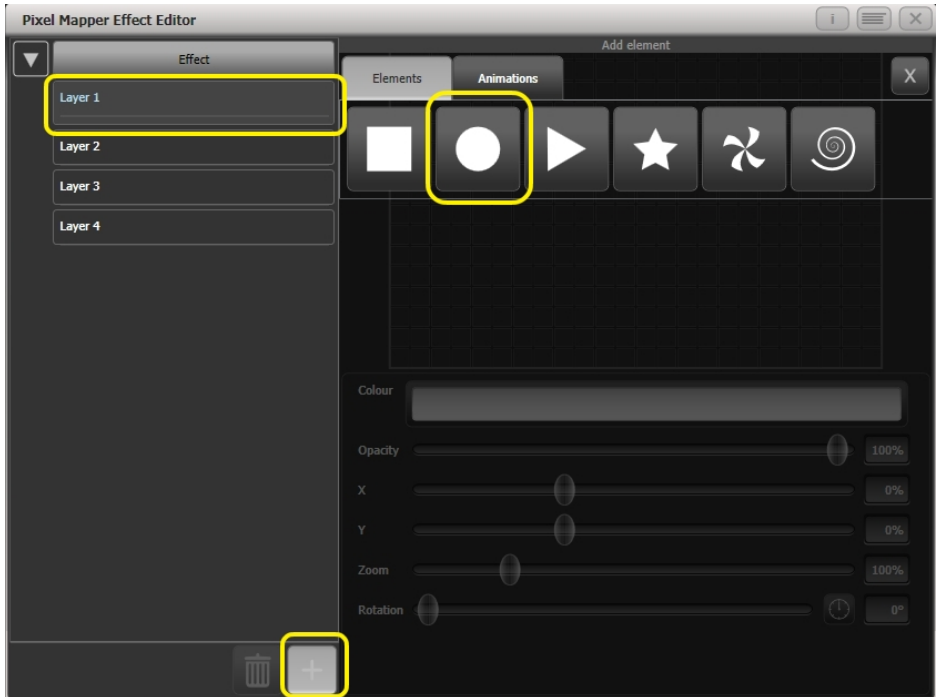 Pixel Mapper Effect Editor
Effect
Layer 1
Layer 2
Layer 3
Layer 4
Add element
Elements
Animations
X
Colour
Opacity
100%
X
0%
Y
0%
Zoom
100%
Rotation
0°